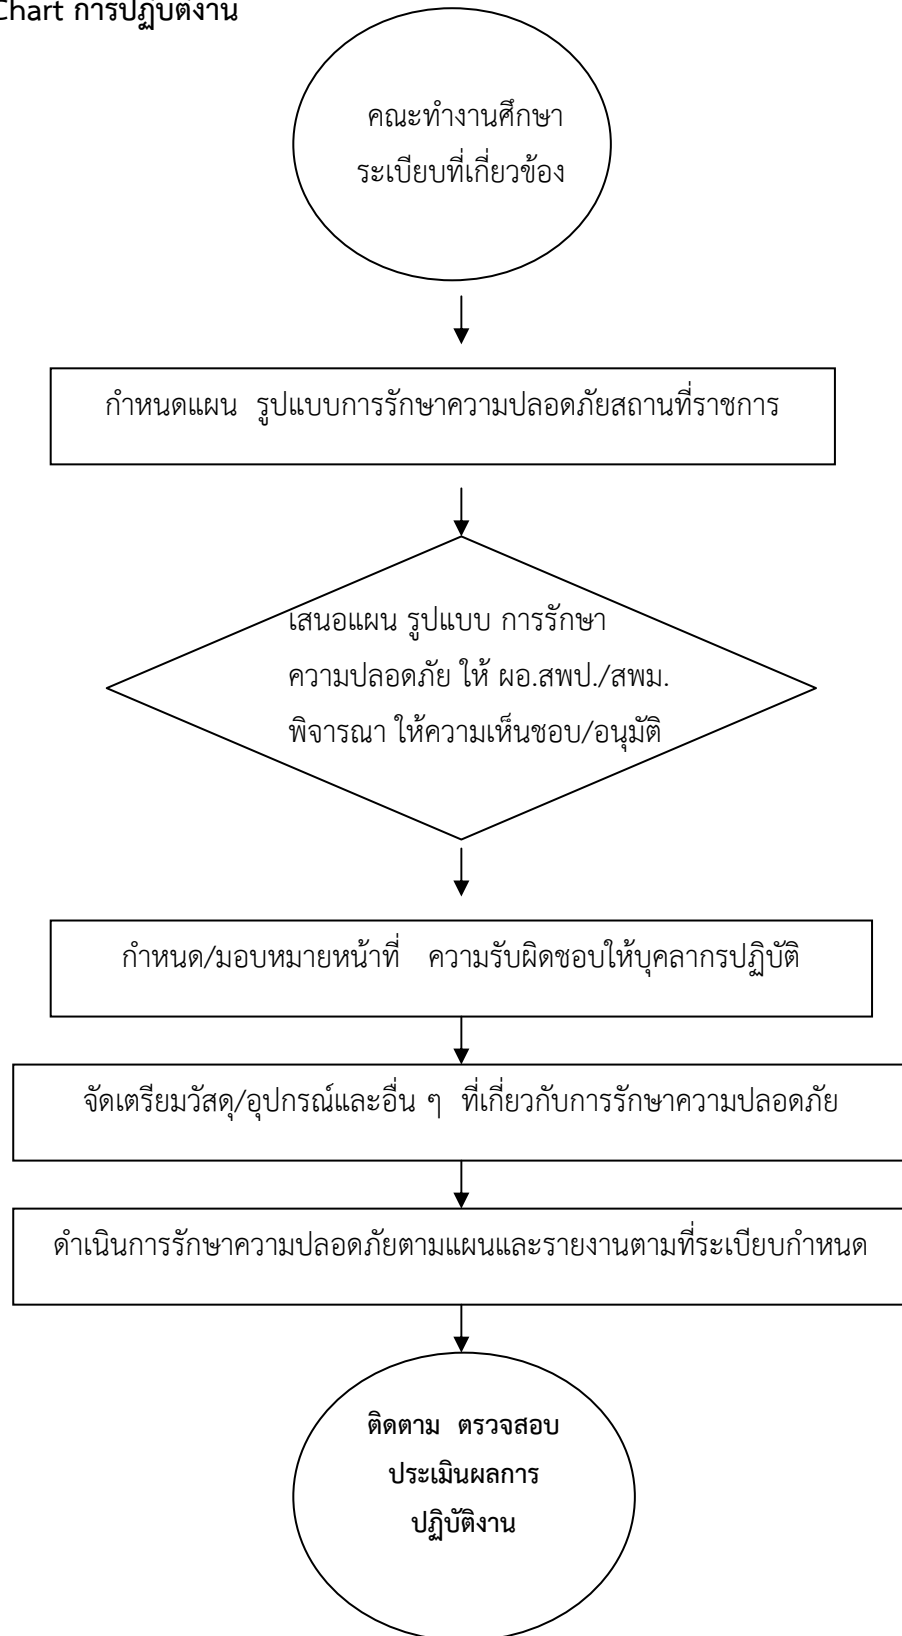 Chart การปฏิบัติงาน
คณะทำงานศึกษา
ระเบียบที่เกี่ยวข้อง
กำหนดแผน รูปแบบการรักษาความปลอดภัยสถานที่ราชการ
เสนอแผน รูปแบบ การรักษา
ความปลอดภัย ให้ ผอ.สพป./สพม.
พิจารณา ให้ความเห็นชอบ/อนุมัติ
กำหนด/มอบหมายหน้าที่ ความรับผิดชอบให้บุคลากรปฏิบัติ
จัดเตรียมวัสดุ/อุปกรณ์และอื่น ๆ ที่เกี่ยวกับการรักษาความปลอดภัย
ดำเนินการรักษาความปลอดภัยตามแผนและรายงานตามที่ระเบียบกำหนด
ติดตาม ตรวจสอบ
ประเมินผลการ
ปฏิบัติงาน